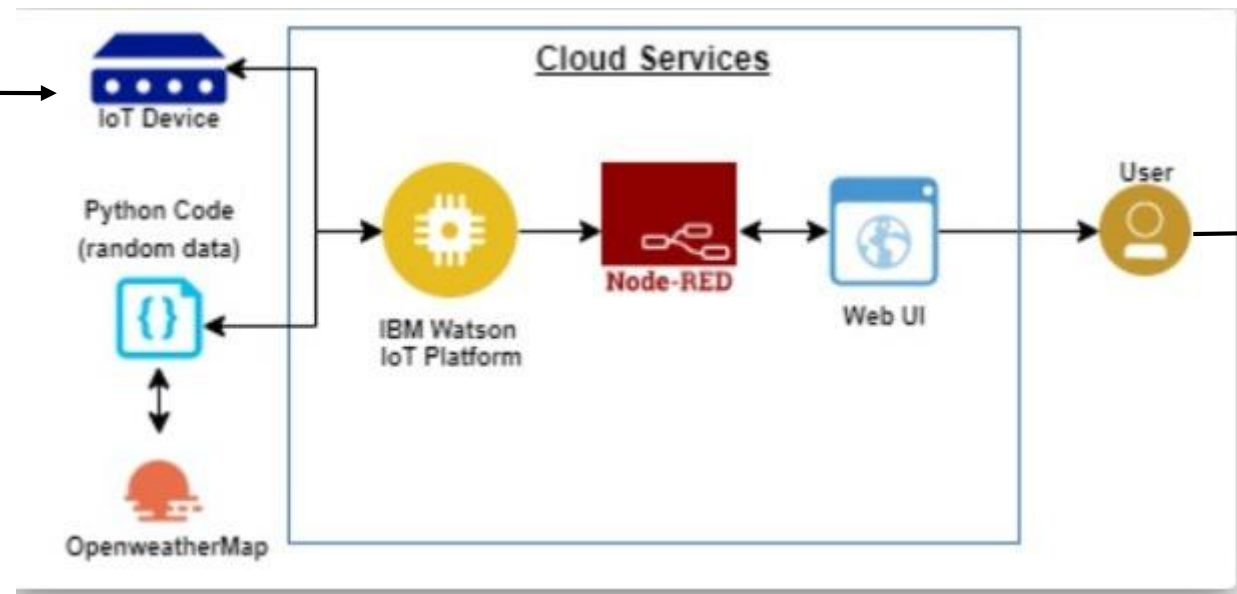 Cloud Services
IoT Device
Python Code
(random data)
{}
OpenweatherMap
IBM Watson
IoT Platform
Node-RED
Web UI
User